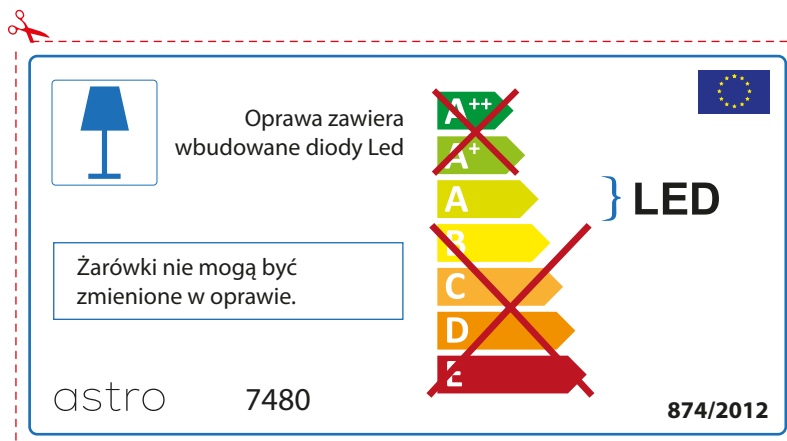 Oprawa zawiera
wbudowane diody Led
A++
A+
A
B
C
D
E
LED
Żarówki nie mogą być
zmienione w oprawie.
astro
7480
874/2012